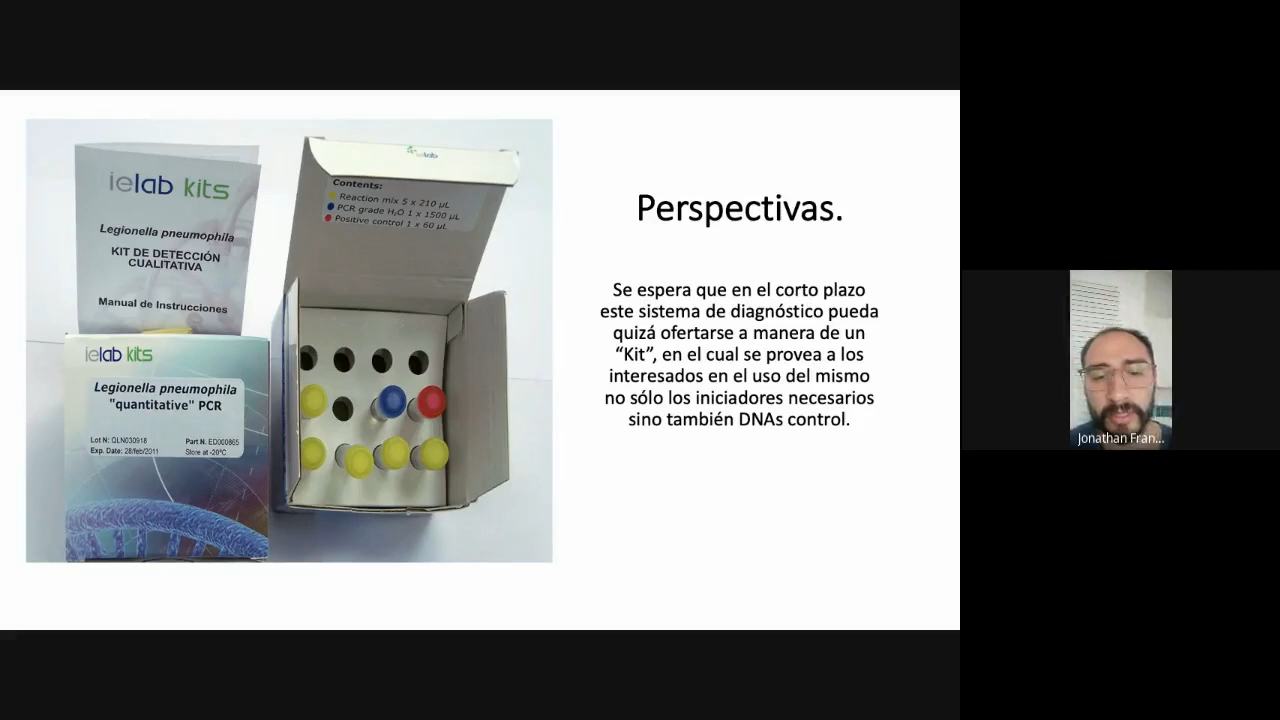 ielab kits
Legionella pneumophila
KIT DE DETECCIÓN
CUALITATIVA
Manual de Instrucciones
ielab
Contents:
Reaction mix 5 x 210 µL
PCR grade H₂O 1 x 1500 µL
Positive control 1 x 60 µL
ielab kits
Legionella pneumophila
"quantitative" PCR
Lot N: QLN030918 Part N. ED000865
Exp. Date: 28/feb/2011 Store at -20ºC
Perspectivas.
Se espera que en el corto plazo
este sistema de diagnóstico pueda
quizá ofertarse a manera de un
“Kit”, en el cual se provea a los
interesados en el uso del mismo
no sólo los iniciadores necesarios
sino también DNAs control.
Jonathan Fran...